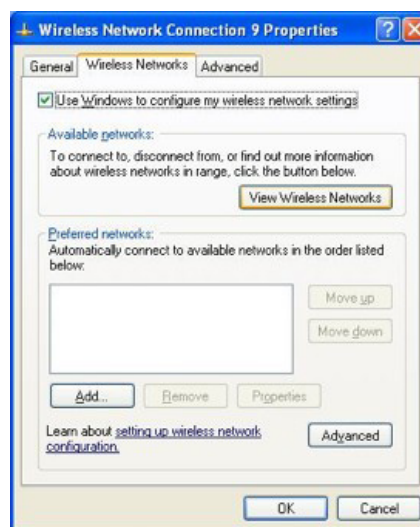 Wireless Network Connection 9 Properties
General Wireless Networks Advanced
Use Windows to configure my wireless network settings
Available networks:
To connect to, disconnect from, or find out more information
about wireless networks in range, click the button below.
View Wireless Networks
Preferred networks:
Automatically connect to available networks in the order listed
below:
Move up
Move down
Add... Remove Properties
Learn about setting up wireless network
configuration.
Advanced
OK Cancel